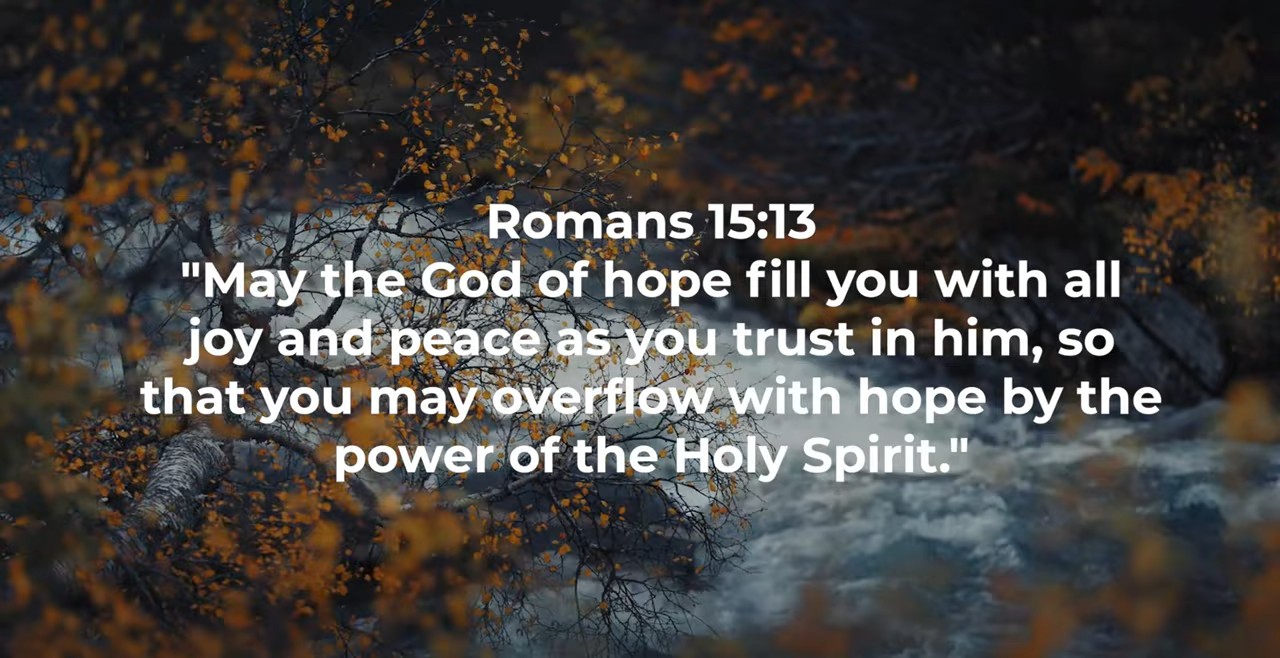 Romans 15:13
"May the God of hope fill you with all
joy and peace as you trust in him, so
that you may overflow with hope by the
power of the Holy Spirit."